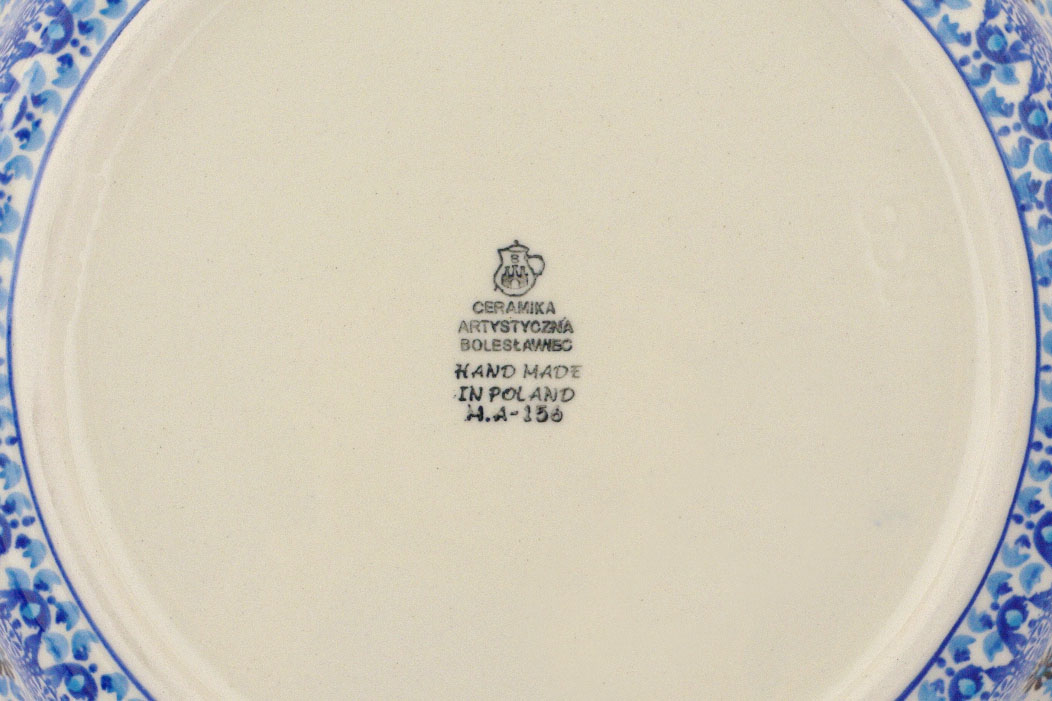 B
CERAMIKA
ARTYSTYCZNA
BOLESŁAWIEC
HAND MADE
IN POLAND
H.A-156